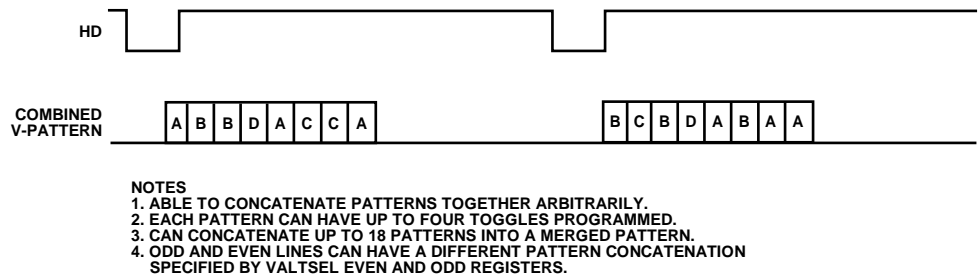 HD
COMBINED
V-PATTERN
A B B D A C C A
B C B D A B A A
NOTES
1. ABLE TO CONCATENATE PATTERNS TOGETHER ARBITRARILY.
2. EACH PATTERN CAN HAVE UP TO FOUR TOGGLES PROGRAMMED.
3. CAN CONCATENATE UP TO 18 PATTERNS INTO A MERGED PATTERN.
4. ODD AND EVEN LINES CAN HAVE A DIFFERENT PATTERN CONCATENATION
SPECIFIED BY VALTSEL EVEN AND ODD REGISTERS.